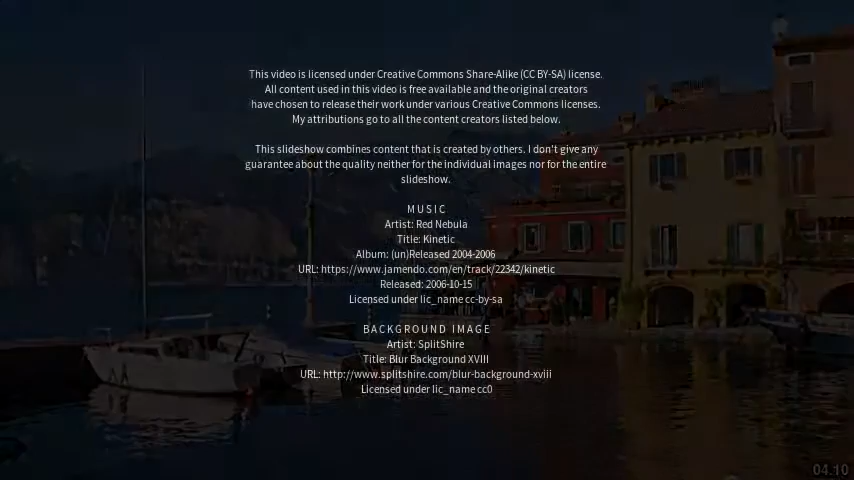 This video is licensed under Creative Commons Share-Alike (CC BY-SA) license.
All content used in this video is free available and the original creators
have chosen to release their work under various Creative Commons licenses.
My attributions go to all the content creators listed below.
This slideshow combines content that is created by others. I don't give any
guarantee about the quality neither for the individual images nor for the entire
slideshow.
MUSIC
Artist: Red Nebula
Title: Kinetic
Album: (un)Released 2004-2006
URL: https://www.jamendo.com/en/track/22342/kinetic
Released: 2006-10-15
Licensed under lic_name cc-by-sa
BACKGROUND IMAGE
Artist: SplitShire
Title: Blur Background XVIII
URL: http://www.splitshire.com/blur-background-xviii
Licensed under lic_name cc0
04.10